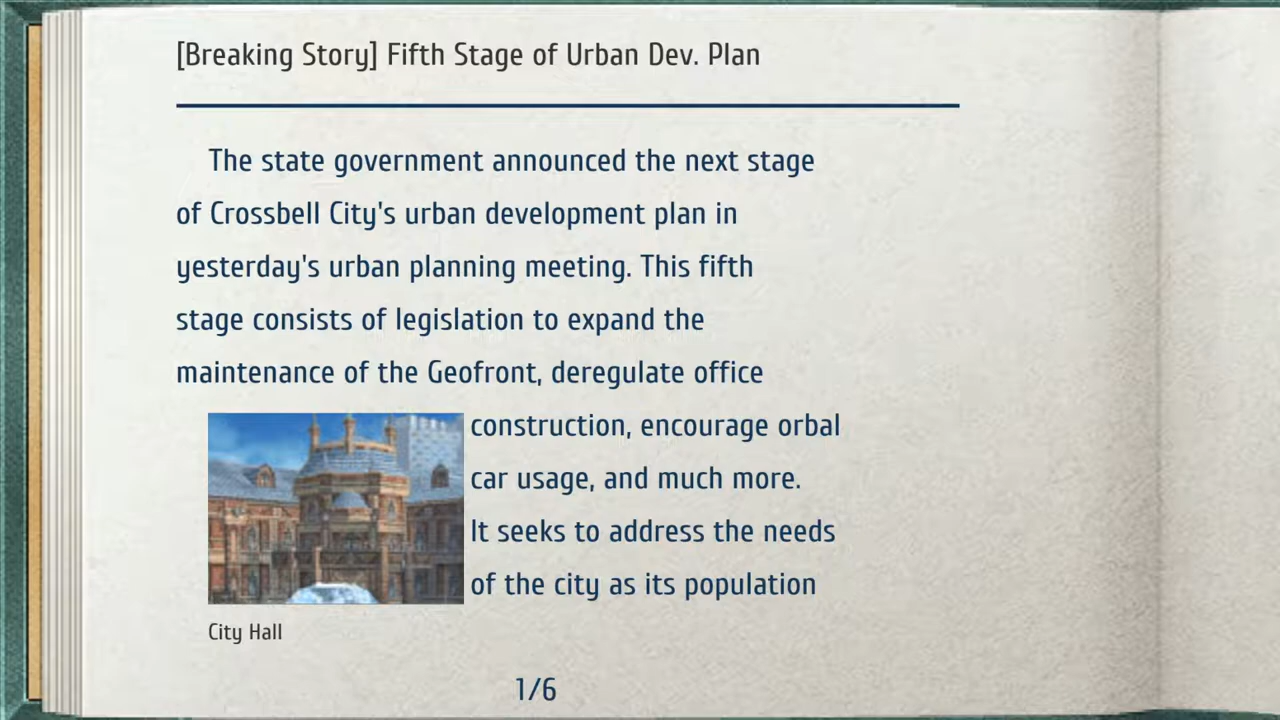 [Breaking Story] Fifth Stage of Urban Dev. Plan
The state government announced the next stage
of Crossbell City's urban development plan in
yesterday's urban planning meeting. This fifth
stage consists of legislation to expand the
maintenance of the Geofront, deregulate office
construction, encourage orbal
car usage, and much more.
It seeks to address the needs
of the city as its population
City Hall
1/6